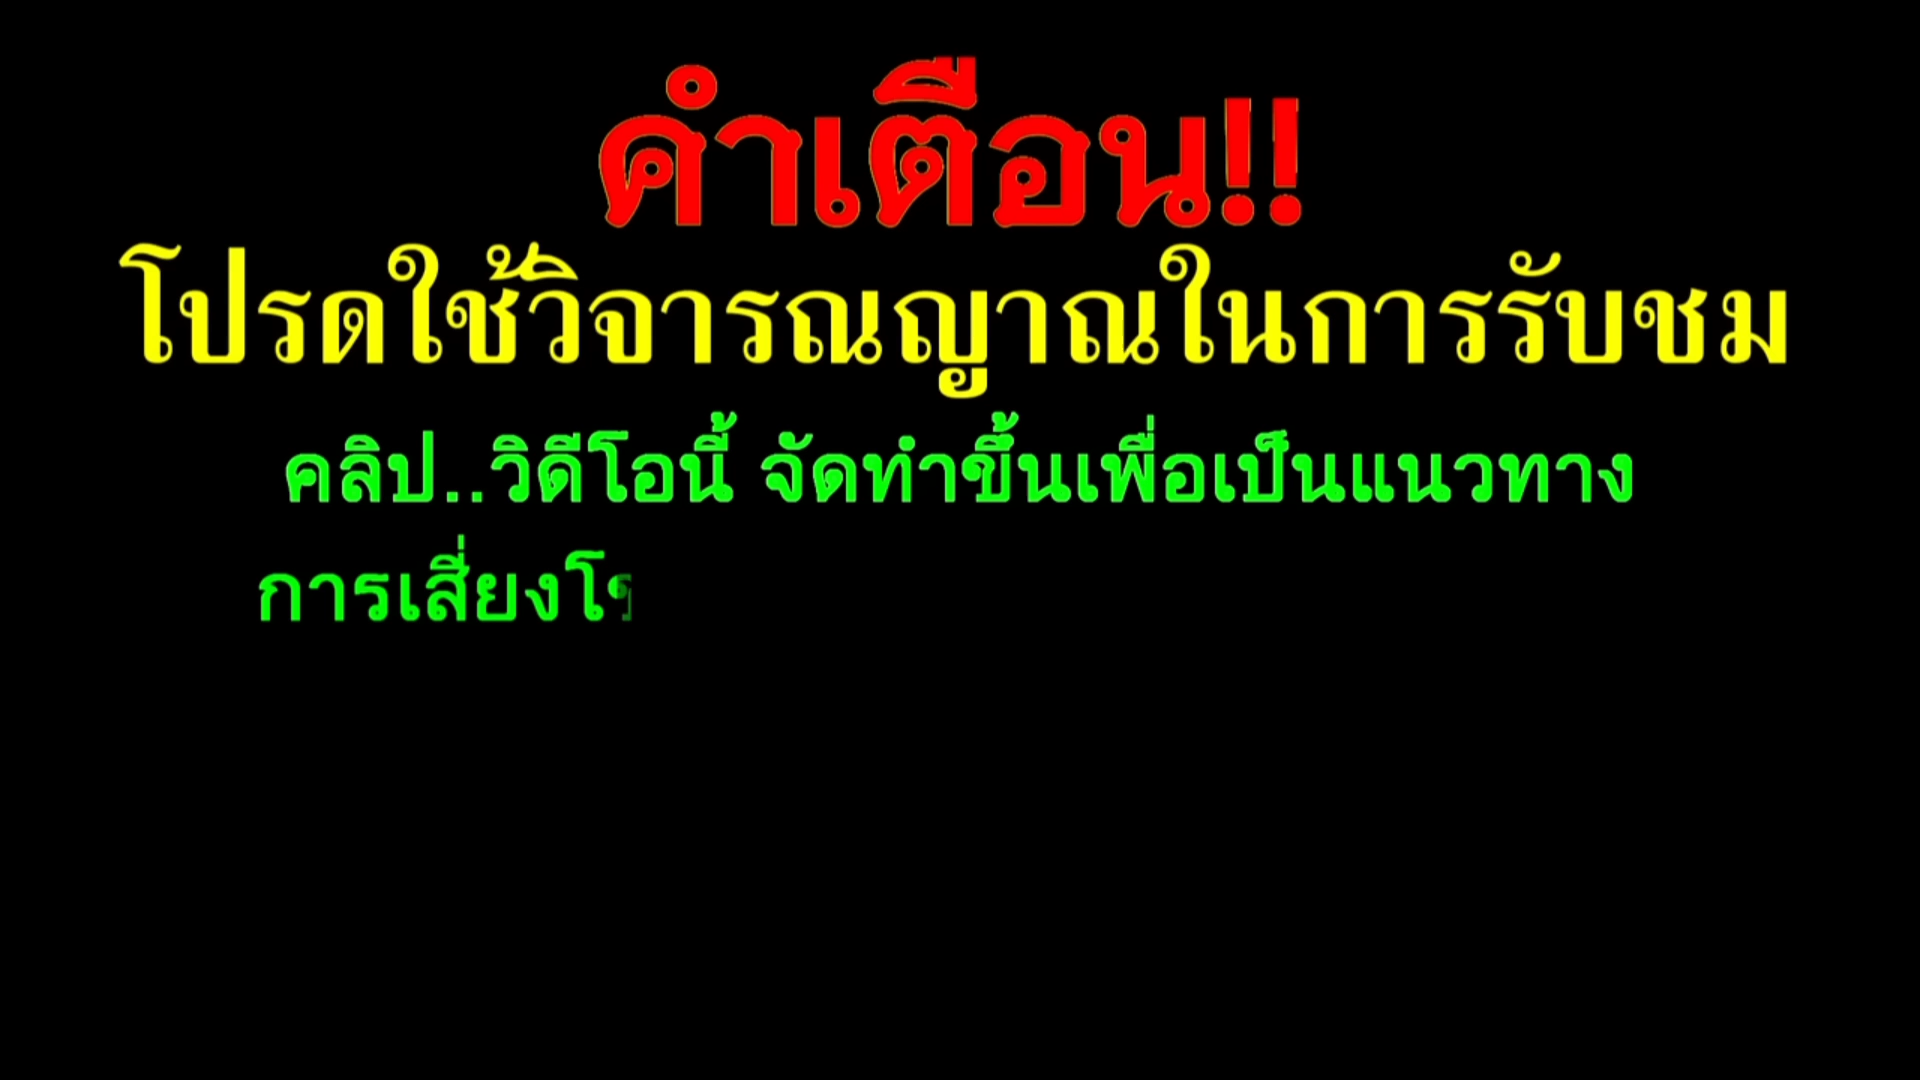 คำเตือน!!
โปรดใช้วิจารณญาณในการรับชม
คลิป..วิดีโอนี้ จัดทำขึ้นเพื่อเป็นแนวทาง
การเสี่ยงโช